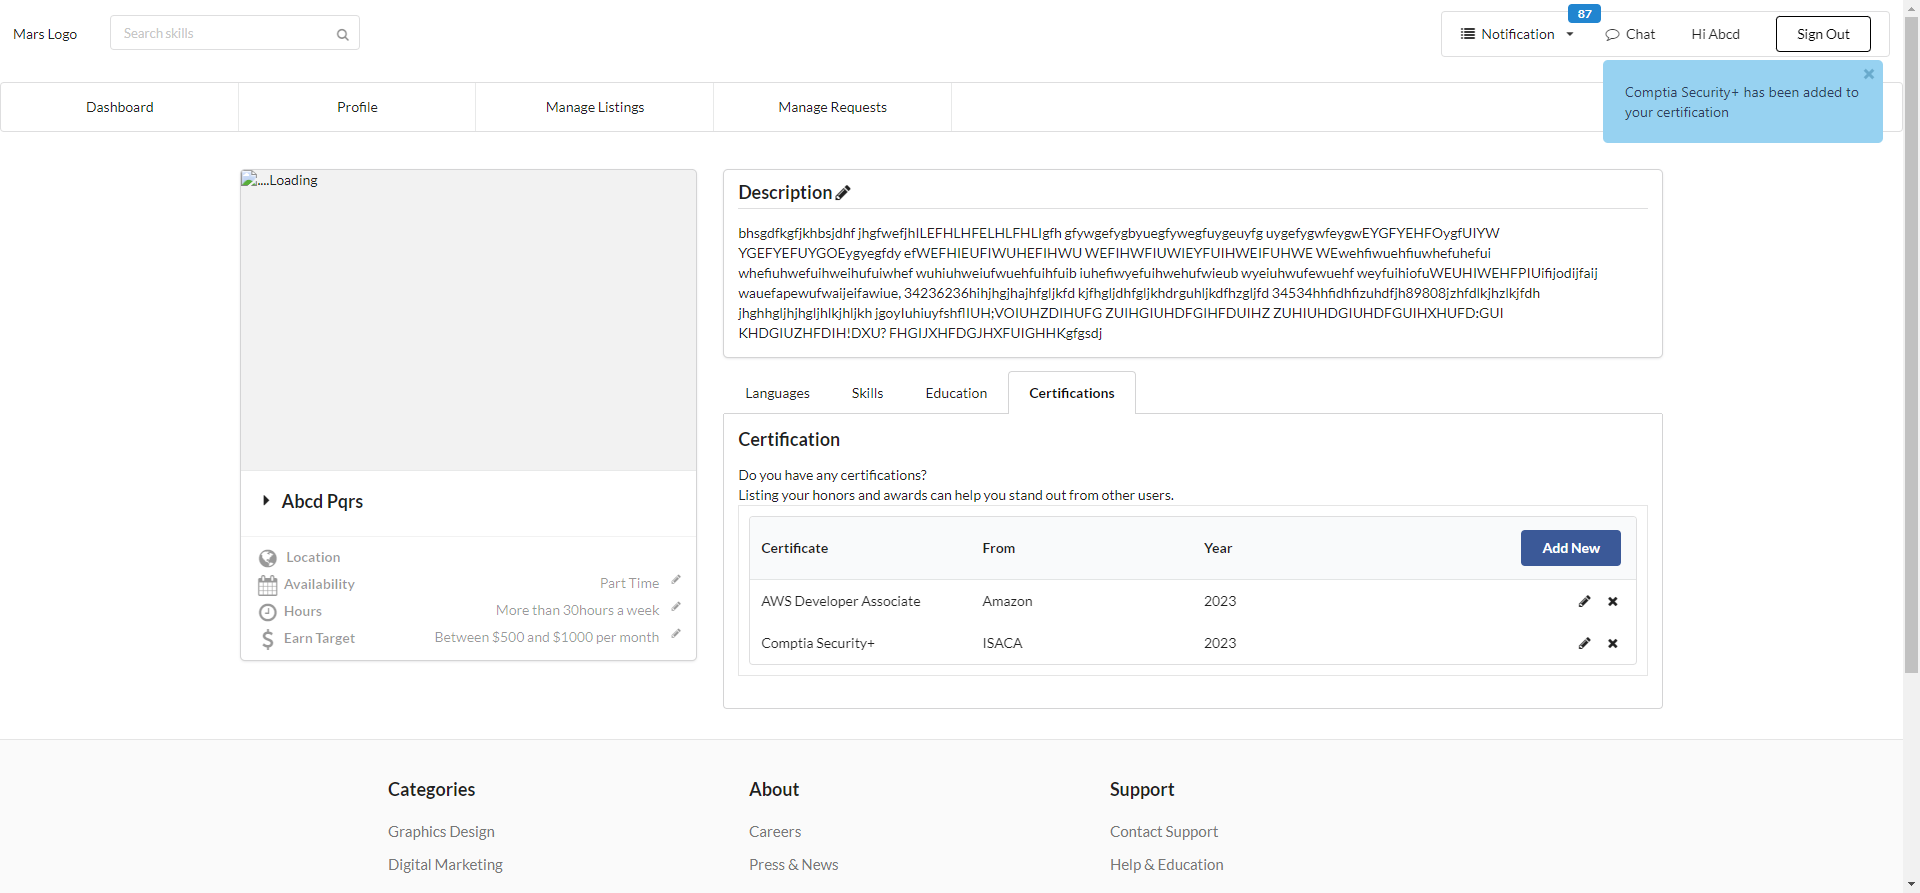 Mars Logo
Search skills
87
Notification
Chat
Hi Abcd
Sign Out
Comptia Security+ has been added to
your certification
Dashboard
Profile
Manage Listings
Manage Requests
....Loading
Abcd Pqrs
Location
Availability
Part Time
Hours
More than 30hours a week
Earn Target
Between $500 and $1000 per month
Description
bhsgdfkgfjkhbsjdhf jhgfwefjhILEFHLHFELHLFHLIgfh gfywgefygbyuegfywegfuygeuyfg uygefygwfeygwEYGFYEHFOygfUIYW
YGEFYEFUYGOEygyegfdy efWEFHIEUFIWUHEFIHWU WEFIHWFIUWIEYFUIHWEIFUHWE WEwehfiwuehfiuwhefuhefui
whefiuhwefuihweihufuiwhef wuhiuhweiufwuehfuihfuib iuhefiwyefuihwehufwieub wyeiuhwufewuehf weyfuihiofuWEUHIWEHFPIUifijodijfaij
wauefapewufwaijeifawiue, 34236236hihjhgjhajhfgljkfd kjfhgljdhfgljkhdrguhljkdfhzgljfd 34534hhfidhfizuhdfjh89808jzhfdlkjhzlkjfdh
jhghhgljhjhgljhlkjhljkh jgoyIuhiuyfshflIUH;VOIUHZDIHUFG ZUIHGIUHDFGIHFDUIHZ ZUHIUHDGIUHDFGUIHXHUFD:GUI
KHDGIUZHFDIH!DXU? FHGIJXHFDGJHXFUIGHHKgfgsdj
Languages
Skills
Education
Certifications
Certification
Do you have any certifications?
Listing your honors and awards can help you stand out from other users.
Certificate
From
Year
Add New
AWS Developer Associate
Amazon
2023
Comptia Security+
ISACA
2023
Categories
Graphics Design
Digital Marketing
About
Careers
Press & News
Support
Contact Support
Help & Education